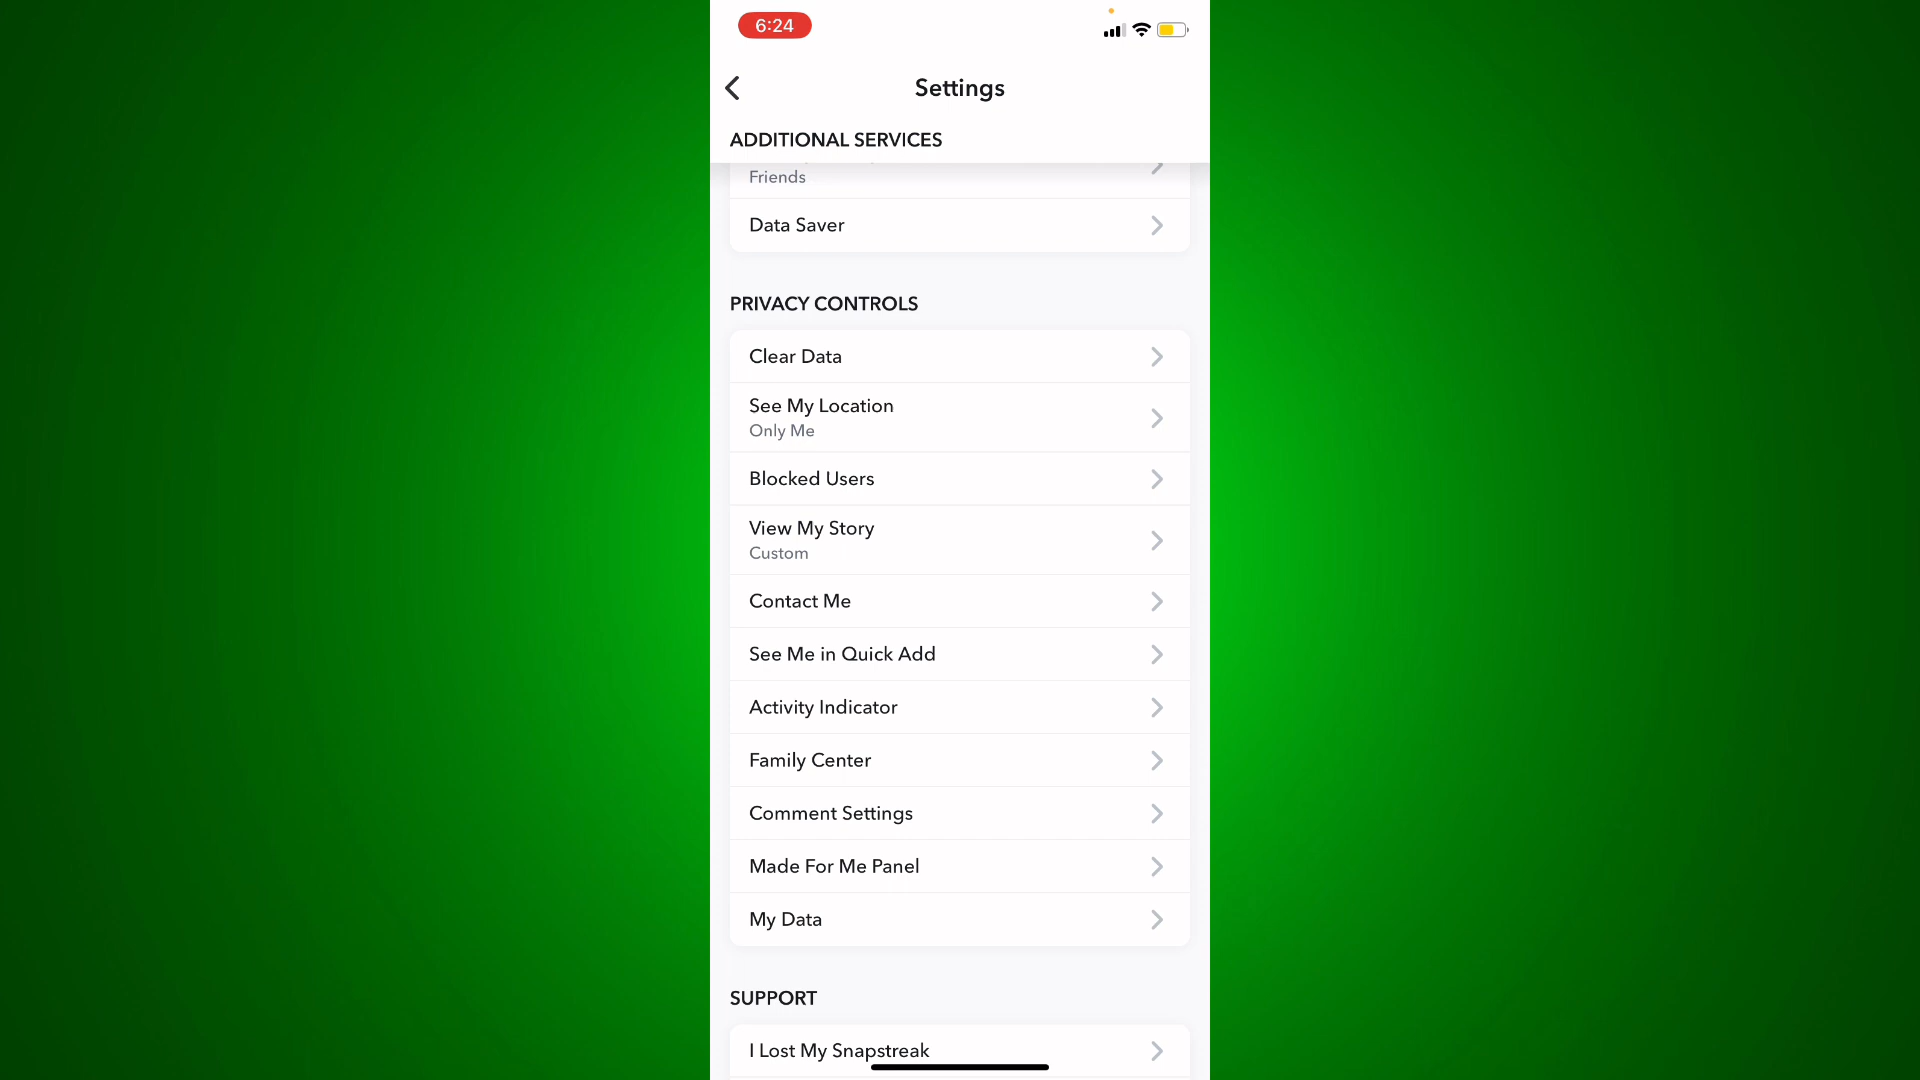 6:24
Settings
ADDITIONAL SERVICES
Friends
Data Saver
PRIVACY CONTROLS
Clear Data
See My Location
Only Me
Blocked Users
View My Story
Custom
Contact Me
See Me in Quick Add
Activity Indicator
Family Center
Comment Settings
Made For Me Panel
My Data
SUPPORT
I Lost My Snapstreak